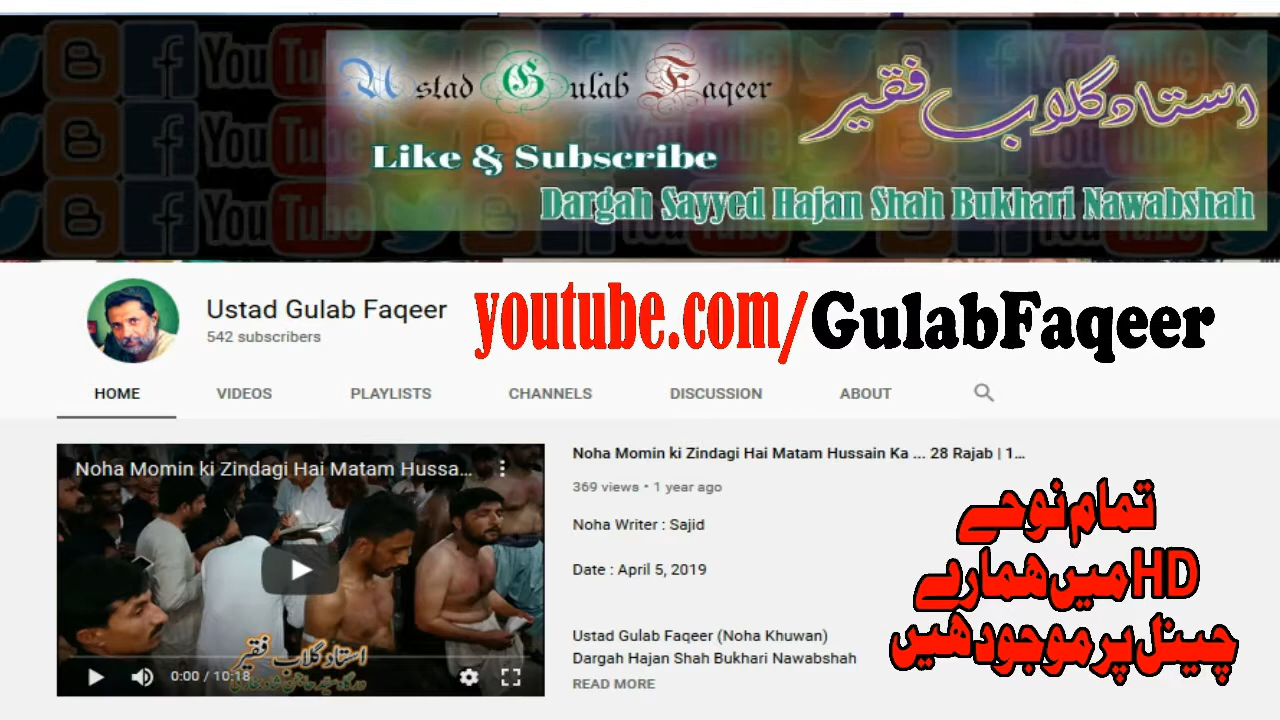 You Tube You Tube
Ustad Gulab Faqeer
استاد گلاب فقیر
Like & Subscribe
Dargah Sayyed Hajan Shah Bukhari Nawabshah
Ustad Gulab Faqeer
542 subscribers
youtube.com/GulabFaqeer
HOME VIDEOS PLAYLISTS CHANNELS DISCUSSION ABOUT
Noha Momin ki Zindagi Hai Matam Hussa...
استاد گلاب فقیر
0:00 / 10:18
Noha Momin ki Zindagi Hai Matam Hussain Ka ... 28 Rajab | 1...
369 views • 1 year ago
Noha Writer : Sajid
Date : April 5, 2019
Ustad Gulab Faqeer (Noha Khuwan)
Dargah Hajan Shah Bukhari Nawabshah
READ MORE
تمام نوحے
HD میں ہمارے
چینل پر موجود ہیں